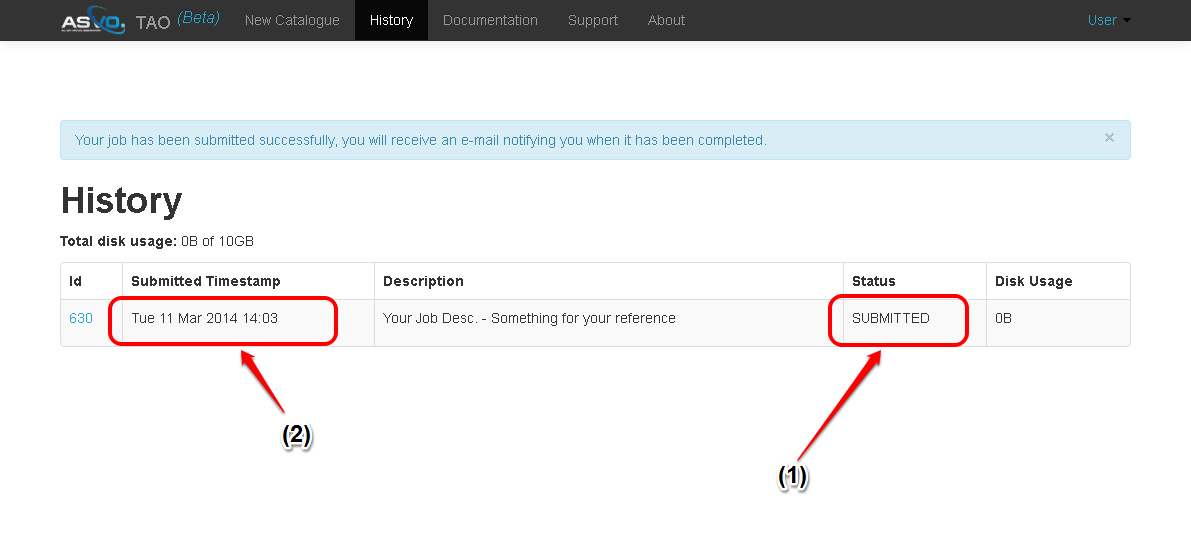 ASVO TAO (Beta) New Catalogue History Documentation Support About User
Your job has been submitted successfully, you will receive an e-mail notifying you when it has been completed. ×
History
Total disk usage: 0B of 10GB
Id Submitted Timestamp Description Status Disk Usage
630 Tue 11 Mar 2014 14:03 Your Job Desc. - Something for your reference SUBMITTED 0B
(2)
(1)